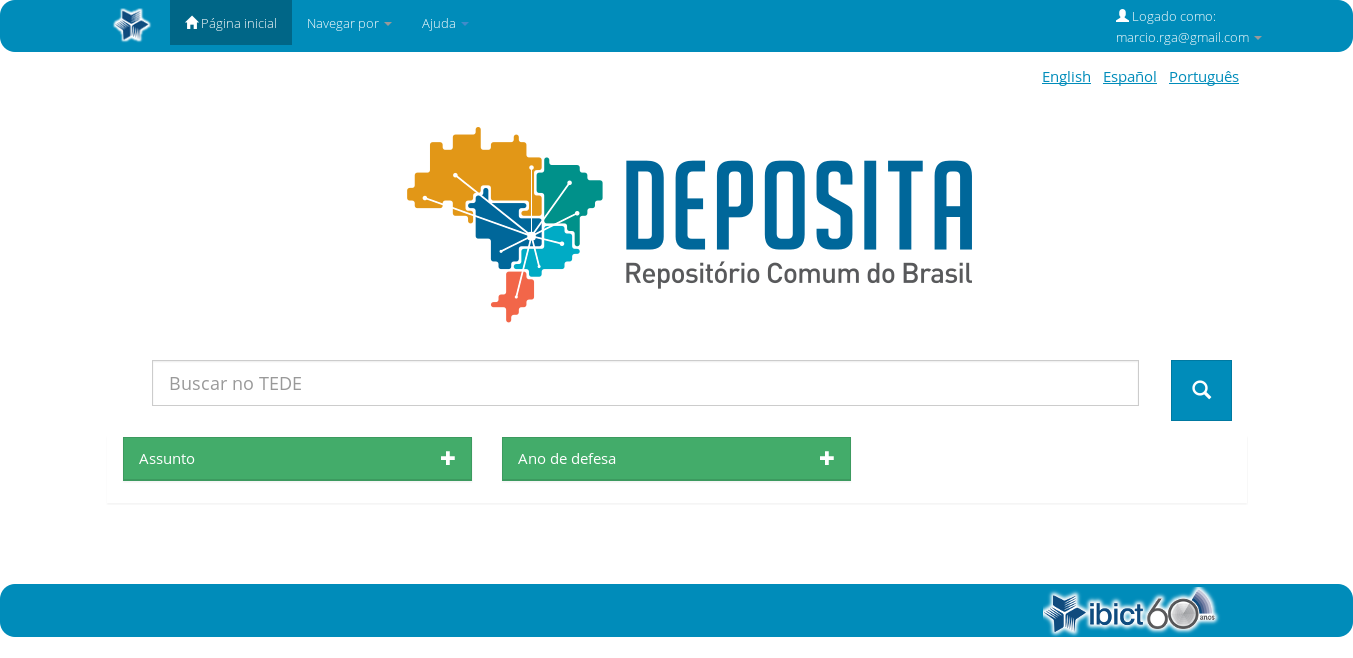 Página inicial Navegar por Ajuda Logado como:
marcio.rga@gmail.com
English Español Português
DEPOSITA
Repositório Comum do Brasil
Buscar no TEDE
Assunto Ano de defesa
ibict 60 anos